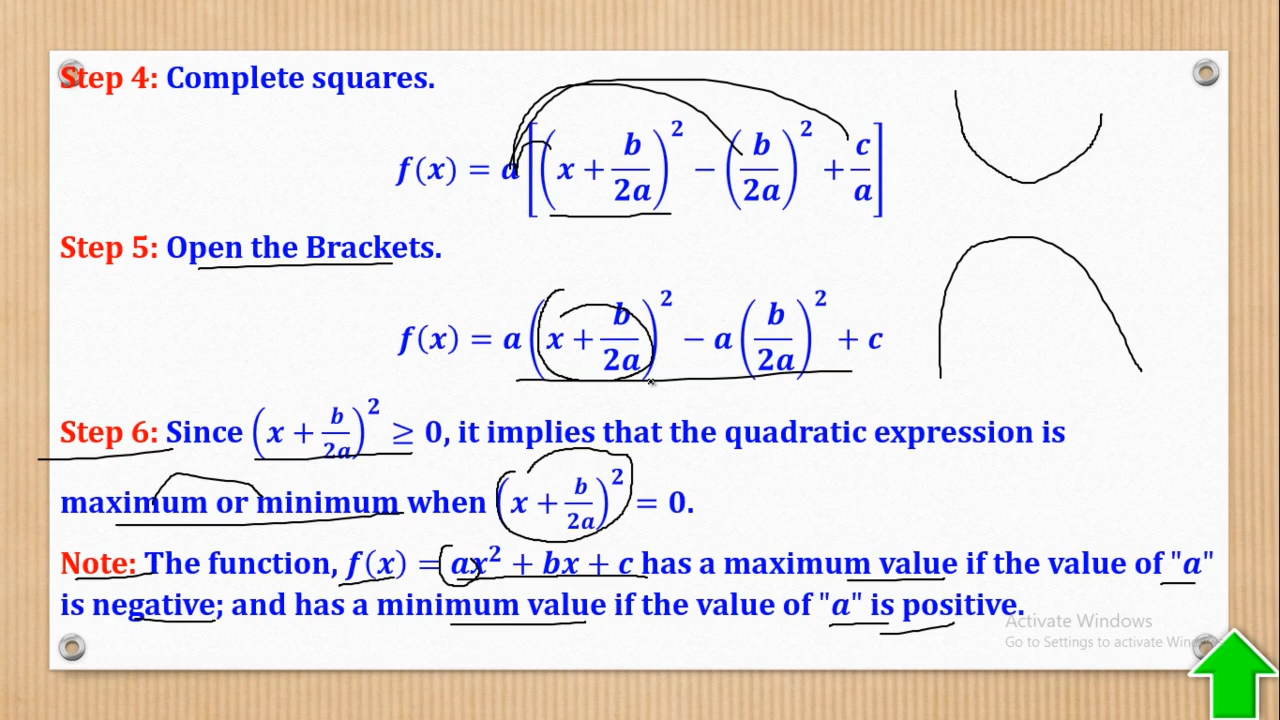 Step 4: Complete squares.
f(x) = a[(x + b/2a)² − (b/2a)² + c/a]
Step 5: Open the Brackets.
f(x) = a(x + b/2a)² − a(b/2a)² + c
Step 6: Since (x + b/2a)² ≥ 0, it implies that the quadratic expression is
maximum or minimum when (x + b/2a)² = 0.
Note: The function, f(x) = ax² + bx + c has a maximum value if the value of "a"
is negative; and has a minimum value if the value of "a" is positive.
Activate Windows
Go to Settings to activate Windows